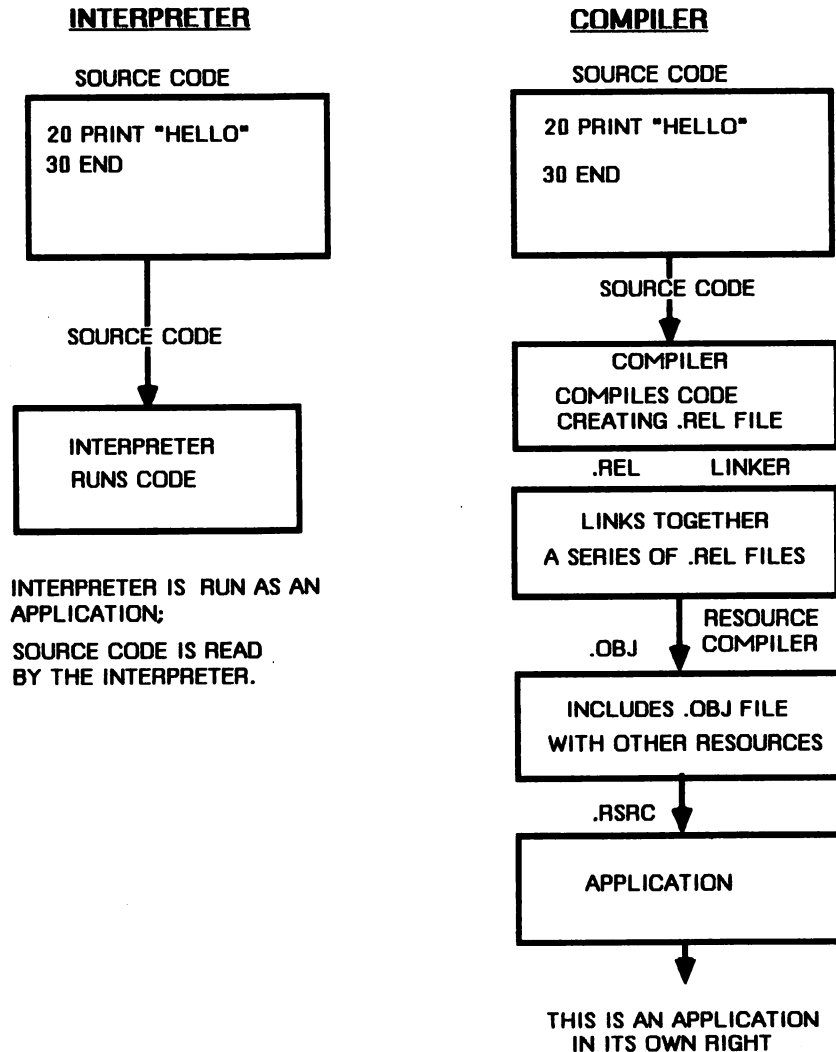 INTERPRETER
SOURCE CODE
20 PRINT "HELLO"
30 END
SOURCE CODE
INTERPRETER
RUNS CODE
INTERPRETER IS RUN AS AN
APPLICATION;
SOURCE CODE IS READ
BY THE INTERPRETER.
COMPILER
SOURCE CODE
20 PRINT "HELLO"
30 END
SOURCE CODE
COMPILER
COMPILES CODE
CREATING .REL FILE
.REL LINKER
LINKS TOGETHER
A SERIES OF .REL FILES
.OBJ
RESOURCE
COMPILER
INCLUDES .OBJ FILE
WITH OTHER RESOURCES
.RSRC
APPLICATION
THIS IS AN APPLICATION
IN ITS OWN RIGHT